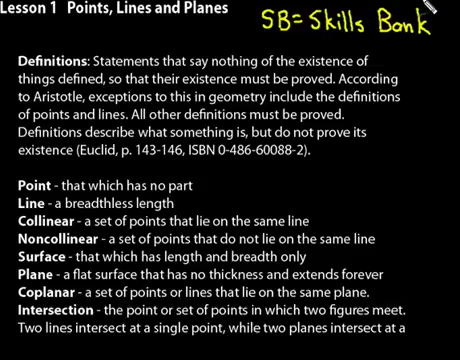 Lesson 1 Points, Lines and Planes
SB = Skills Bank
Definitions: Statements that say nothing of the existence of
things defined, so that their existence must be proved. According
to Aristotle, exceptions to this in geometry include the definitions
of points and lines. All other definitions must be proved.
Definitions describe what something is, but do not prove its
existence (Euclid, p. 143-146, ISBN 0-486-60088-2).
Point - that which has no part
Line - a breadthless length
Collinear - a set of points that lie on the same line
Noncollinear - a set of points that do not lie on the same line
Surface - that which has length and breadth only
Plane - a flat surface that has no thickness and extends forever
Coplanar - a set of points or lines that lie on the same plane.
Intersection - the point or set of points in which two figures meet.
Two lines intersect at a single point, while two planes intersect at a